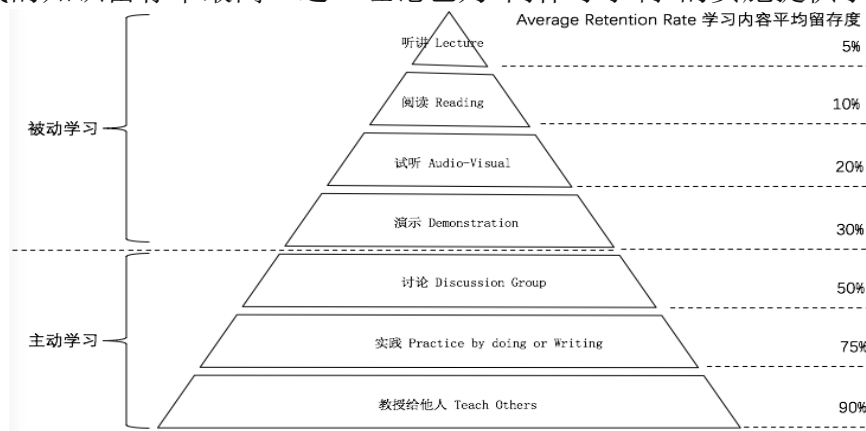 Average Retention Rate 学习内容平均留存度
听讲 Lecture
5%
阅读 Reading
10%
被动学习
试听 Audio-Visual
20%
演示 Demonstration
30%
讨论 Discussion Group
50%
主动学习
实践 Practice by doing or Writing
75%
教授给他人 Teach Others
90%